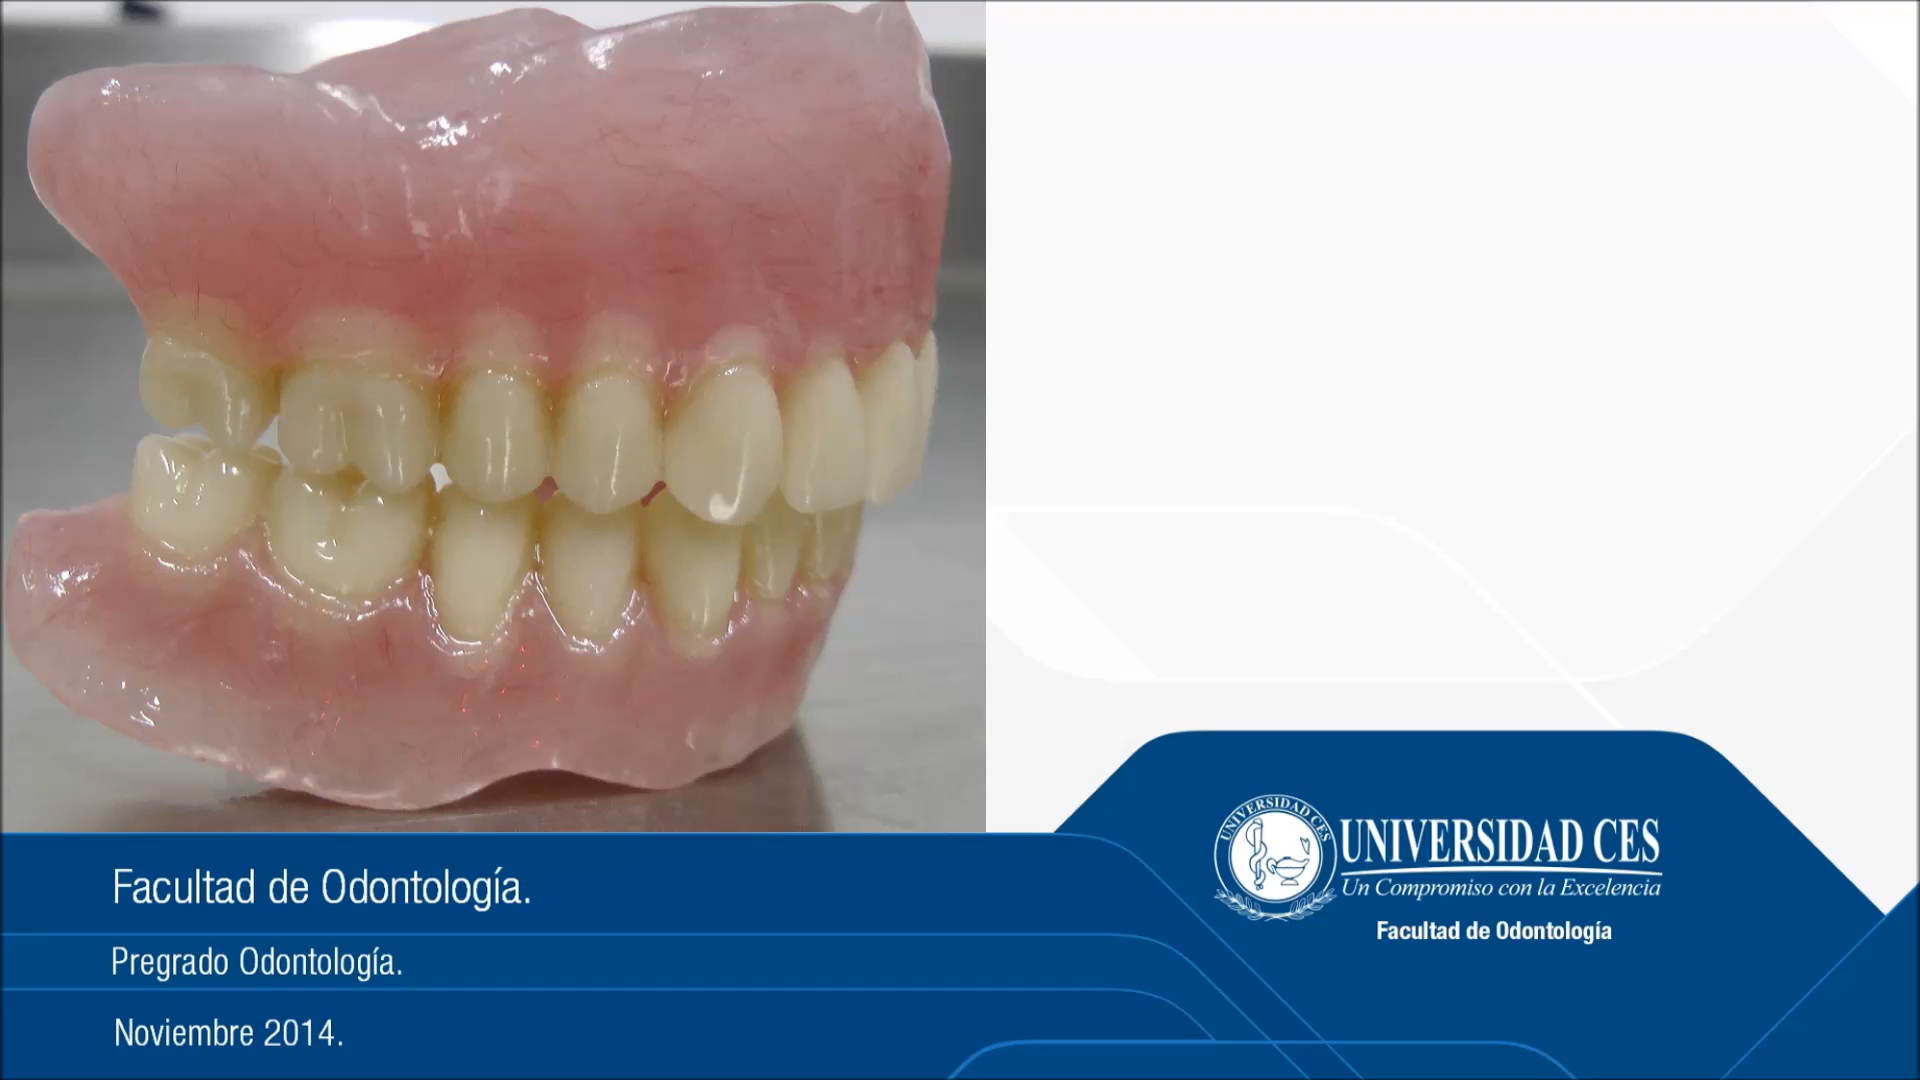 Facultad de Odontología.
Pregrado Odontología.
Noviembre 2014.
UNIVERSIDAD CES
UNIVERSIDAD CES
Un Compromiso con la Excelencia
Facultad de Odontología